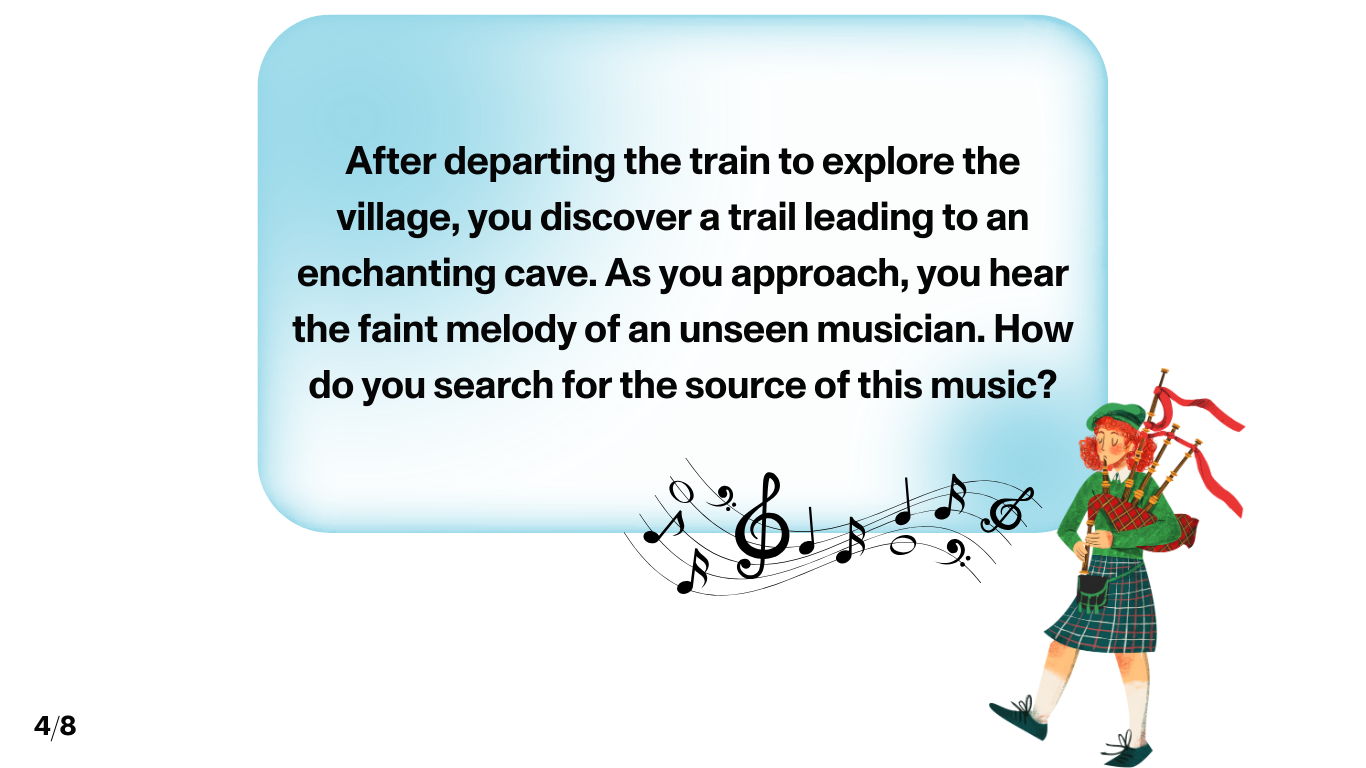 After departing the train to explore the
village, you discover a trail leading to an
enchanting cave. As you approach, you hear
the faint melody of an unseen musician. How
do you search for the source of this music?
4/8